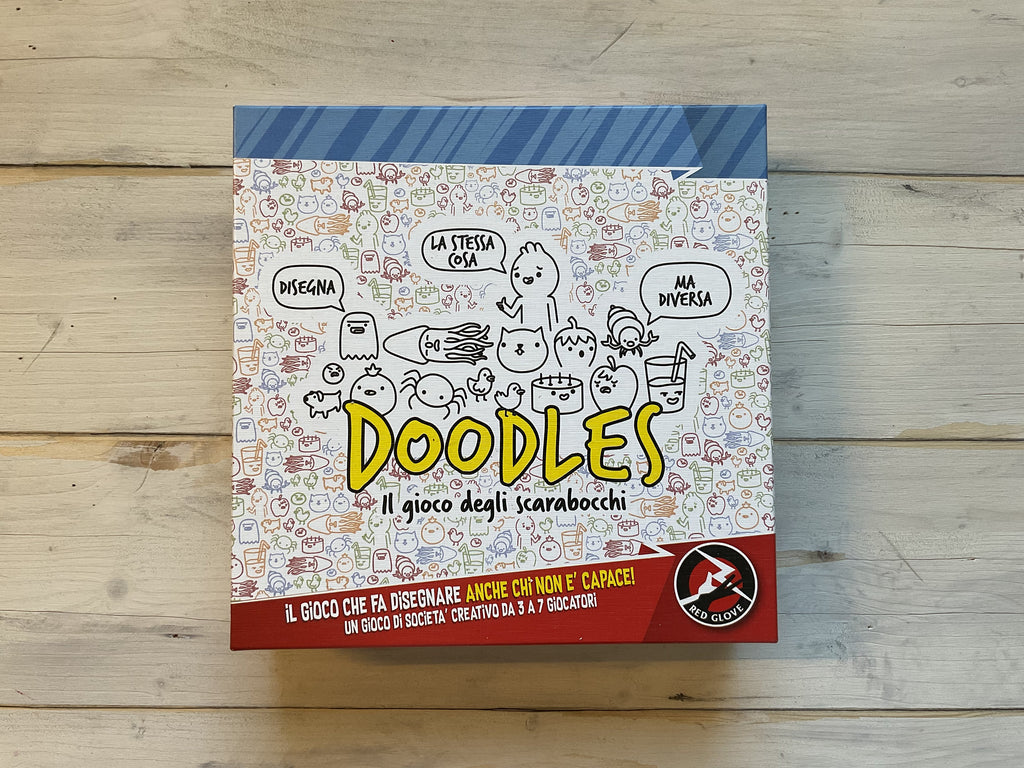 DISEGNA
LA STESSA
COSA
MA
DIVERSA
DOODLES
Il gioco degli scarabocchi
IL GIOCO CHE FA DISEGNARE ANCHE CHI NON E' CAPACE!
UN GIOCO DI SOCIETA' CREATIVO DA 3 A 7 GIOCATORI
RED GLOVE